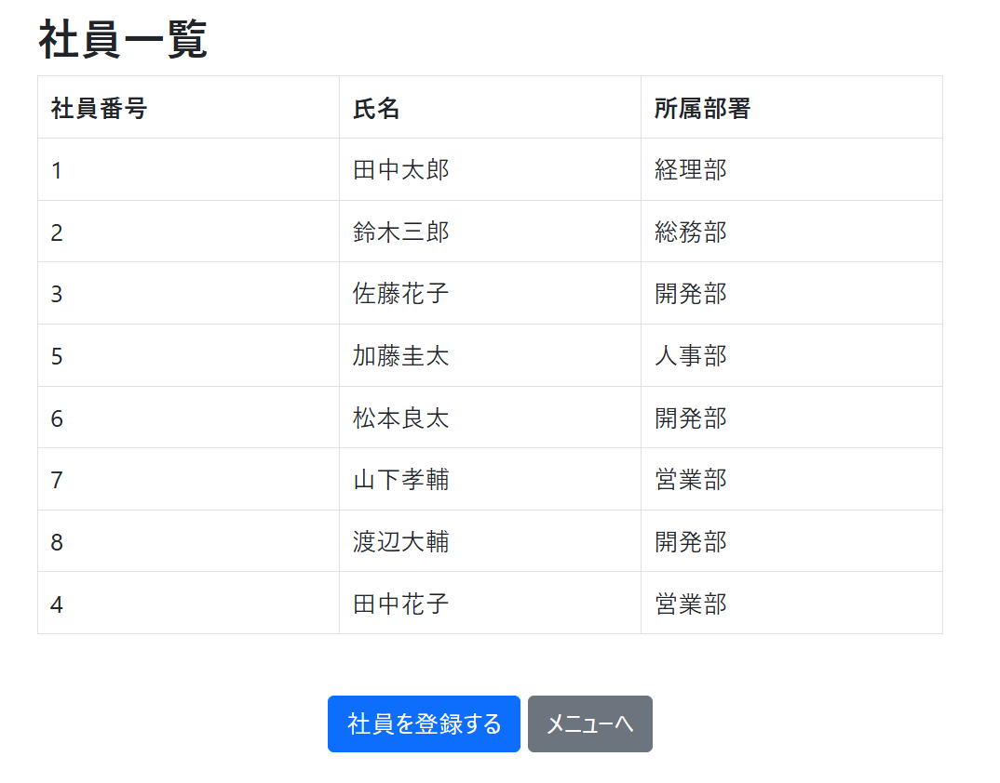 社員一覧
社員番号 氏名 所属部署
1 田中太郎 経理部
2 鈴木三郎 総務部
3 佐藤花子 開発部
5 加藤圭太 人事部
6 松本良太 開発部
7 山下孝輔 営業部
8 渡辺大輔 開発部
4 田中花子 営業部
社員を登録する メニューへ